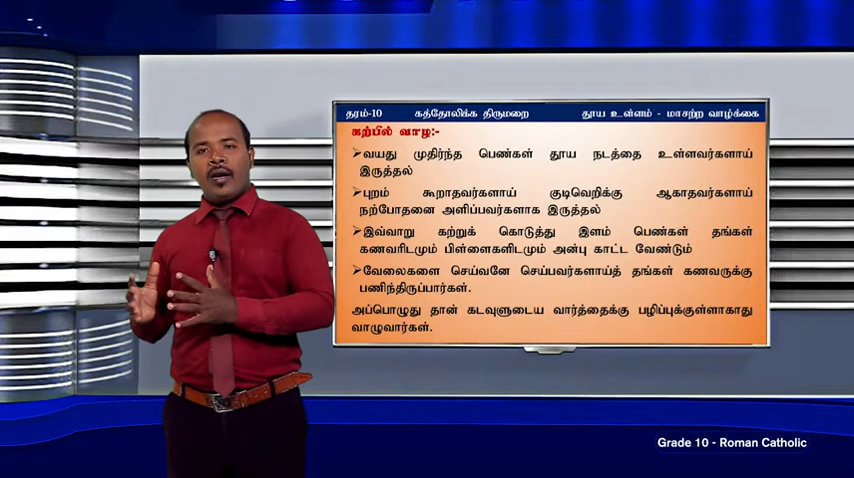 தரம்-10 கத்தோலிக்க திருமறை தூய உள்ளம் - மாசற்ற வாழ்க்கை
கற்பில் வாழ:-
➢வயது முதிர்ந்த பெண்கள் தூய நடத்தை உள்ளவர்களாய்
இருத்தல்
➢புறம் கூறாதவர்களாய் குடிவெறிக்கு ஆகாதவர்களாய்
நற்போதனை அளிப்பவர்களாக இருத்தல்
➢இவ்வாறு கற்றுக் கொடுத்து இளம் பெண்கள் தங்கள்
கணவரிடமும் பிள்ளைகளிடமும் அன்பு காட்ட வேண்டும்
➢வேலைகளை செய்வனே செய்பவர்களாய்த் தங்கள் கணவருக்கு
பணிந்திருப்பார்கள்.
அப்பொழுது தான் கடவுளுடைய வார்த்தைக்கு பழிப்புக்குள்ளாகாது
வாழுவார்கள்.
Grade 10 - Roman Catholic